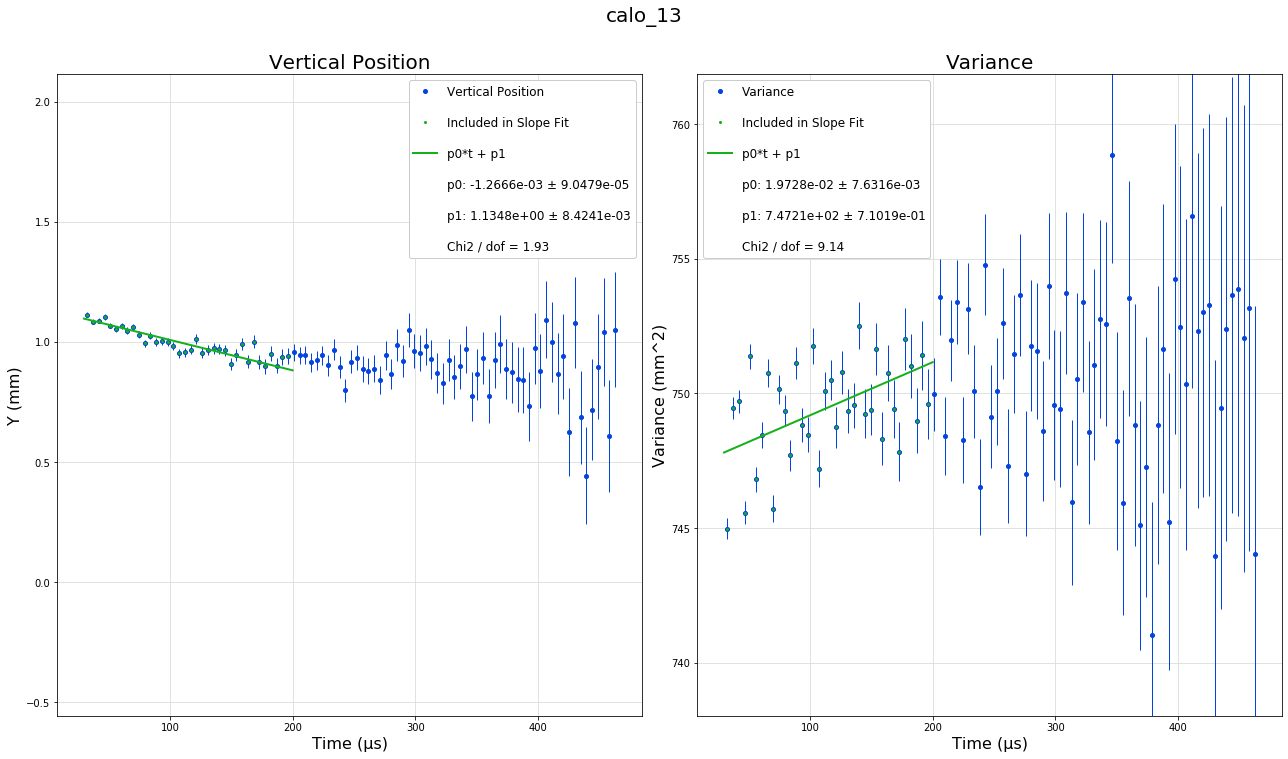 calo_13
Vertical Position
Vertical Position
Included in Slope Fit
p0*t + p1
p0: -1.2666e-03 ± 9.0479e-05
p1: 1.1348e+00 ± 8.4241e-03
Chi2 / dof = 1.93
2.0
1.5
1.0
0.5
0.0
−0.5
Y (mm)
100
200
300
400
Time (µs)
Variance
Variance
Included in Slope Fit
p0*t + p1
p0: 1.9728e-02 ± 7.6316e-03
p1: 7.4721e+02 ± 7.1019e-01
Chi2 / dof = 9.14
760
755
750
745
740
Variance (mm^2)
100
200
300
400
Time (µs)